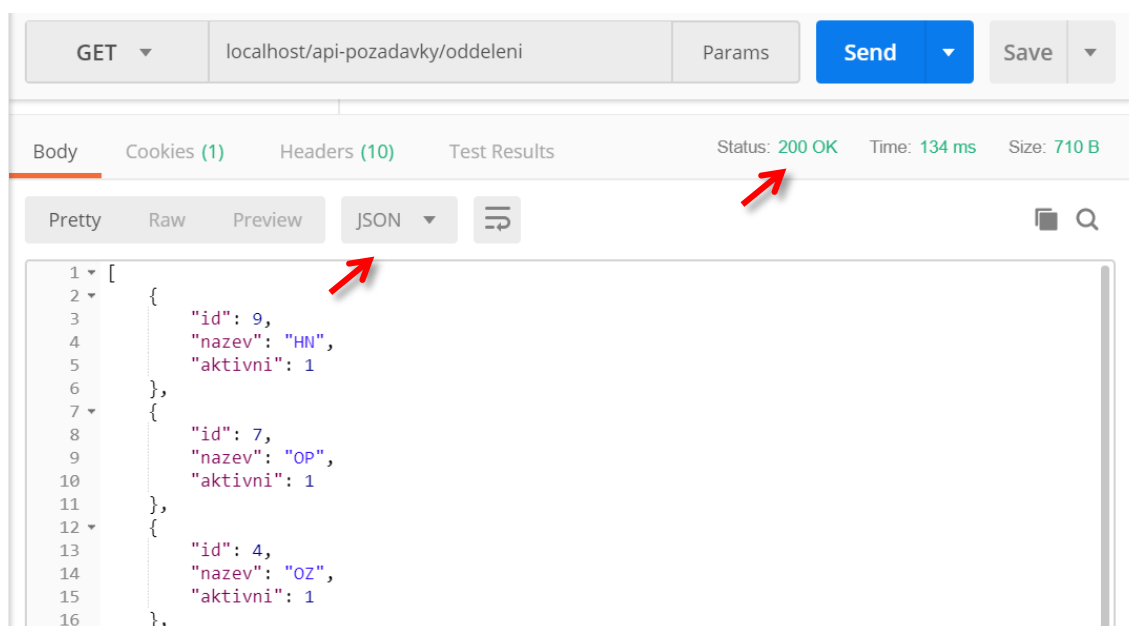 GET localhost/api-pozadavky/oddeleni Params Send Save
Body Cookies (1) Headers (10) Test Results Status: 200 OK Time: 134 ms Size: 710 B
Pretty Raw Preview JSON
1 [
2 {
3 "id": 9,
4 "nazev": "HN",
5 "aktivni": 1
6 },
7 {
8 "id": 7,
9 "nazev": "OP",
10 "aktivni": 1
11 },
12 {
13 "id": 4,
14 "nazev": "OZ",
15 "aktivni": 1
16 },